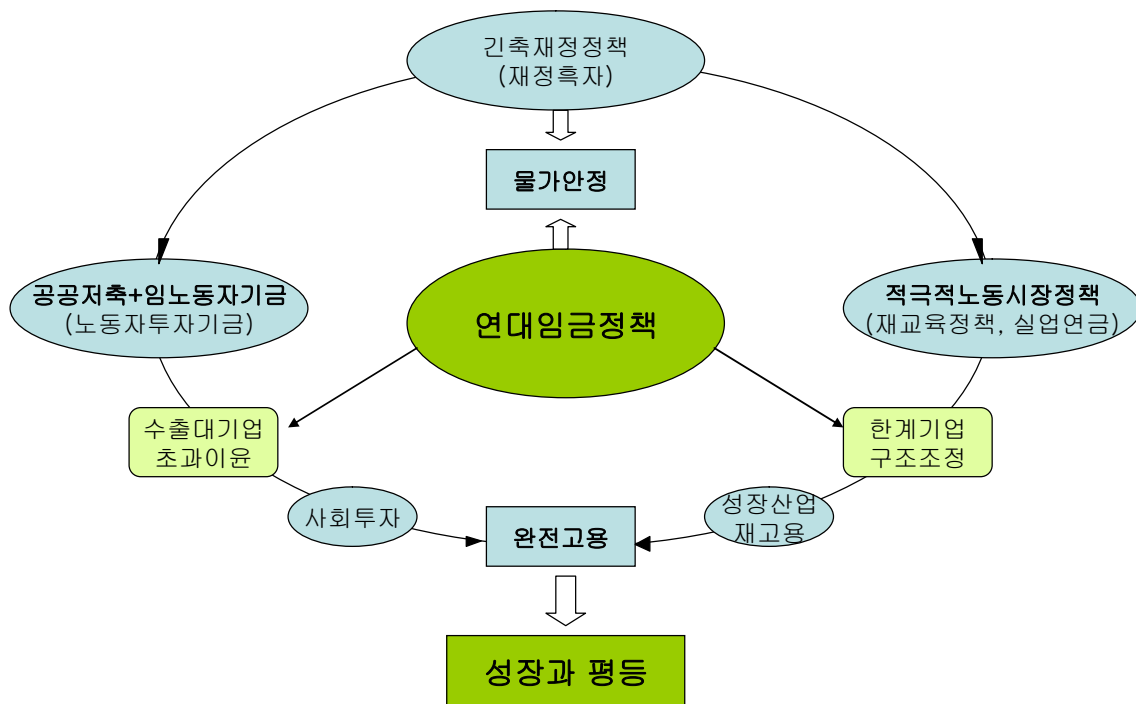 긴축재정정책
(재정흑자)
물가안정
공공저축+임노동자기금
(노동자투자기금)
연대임금정책
적극적노동시장정책
(재교육정책, 실업연금)
수출대기업
초과이윤
한계기업
구조조정
사회투자
완전고용
성장산업
재고용
성장과 평등